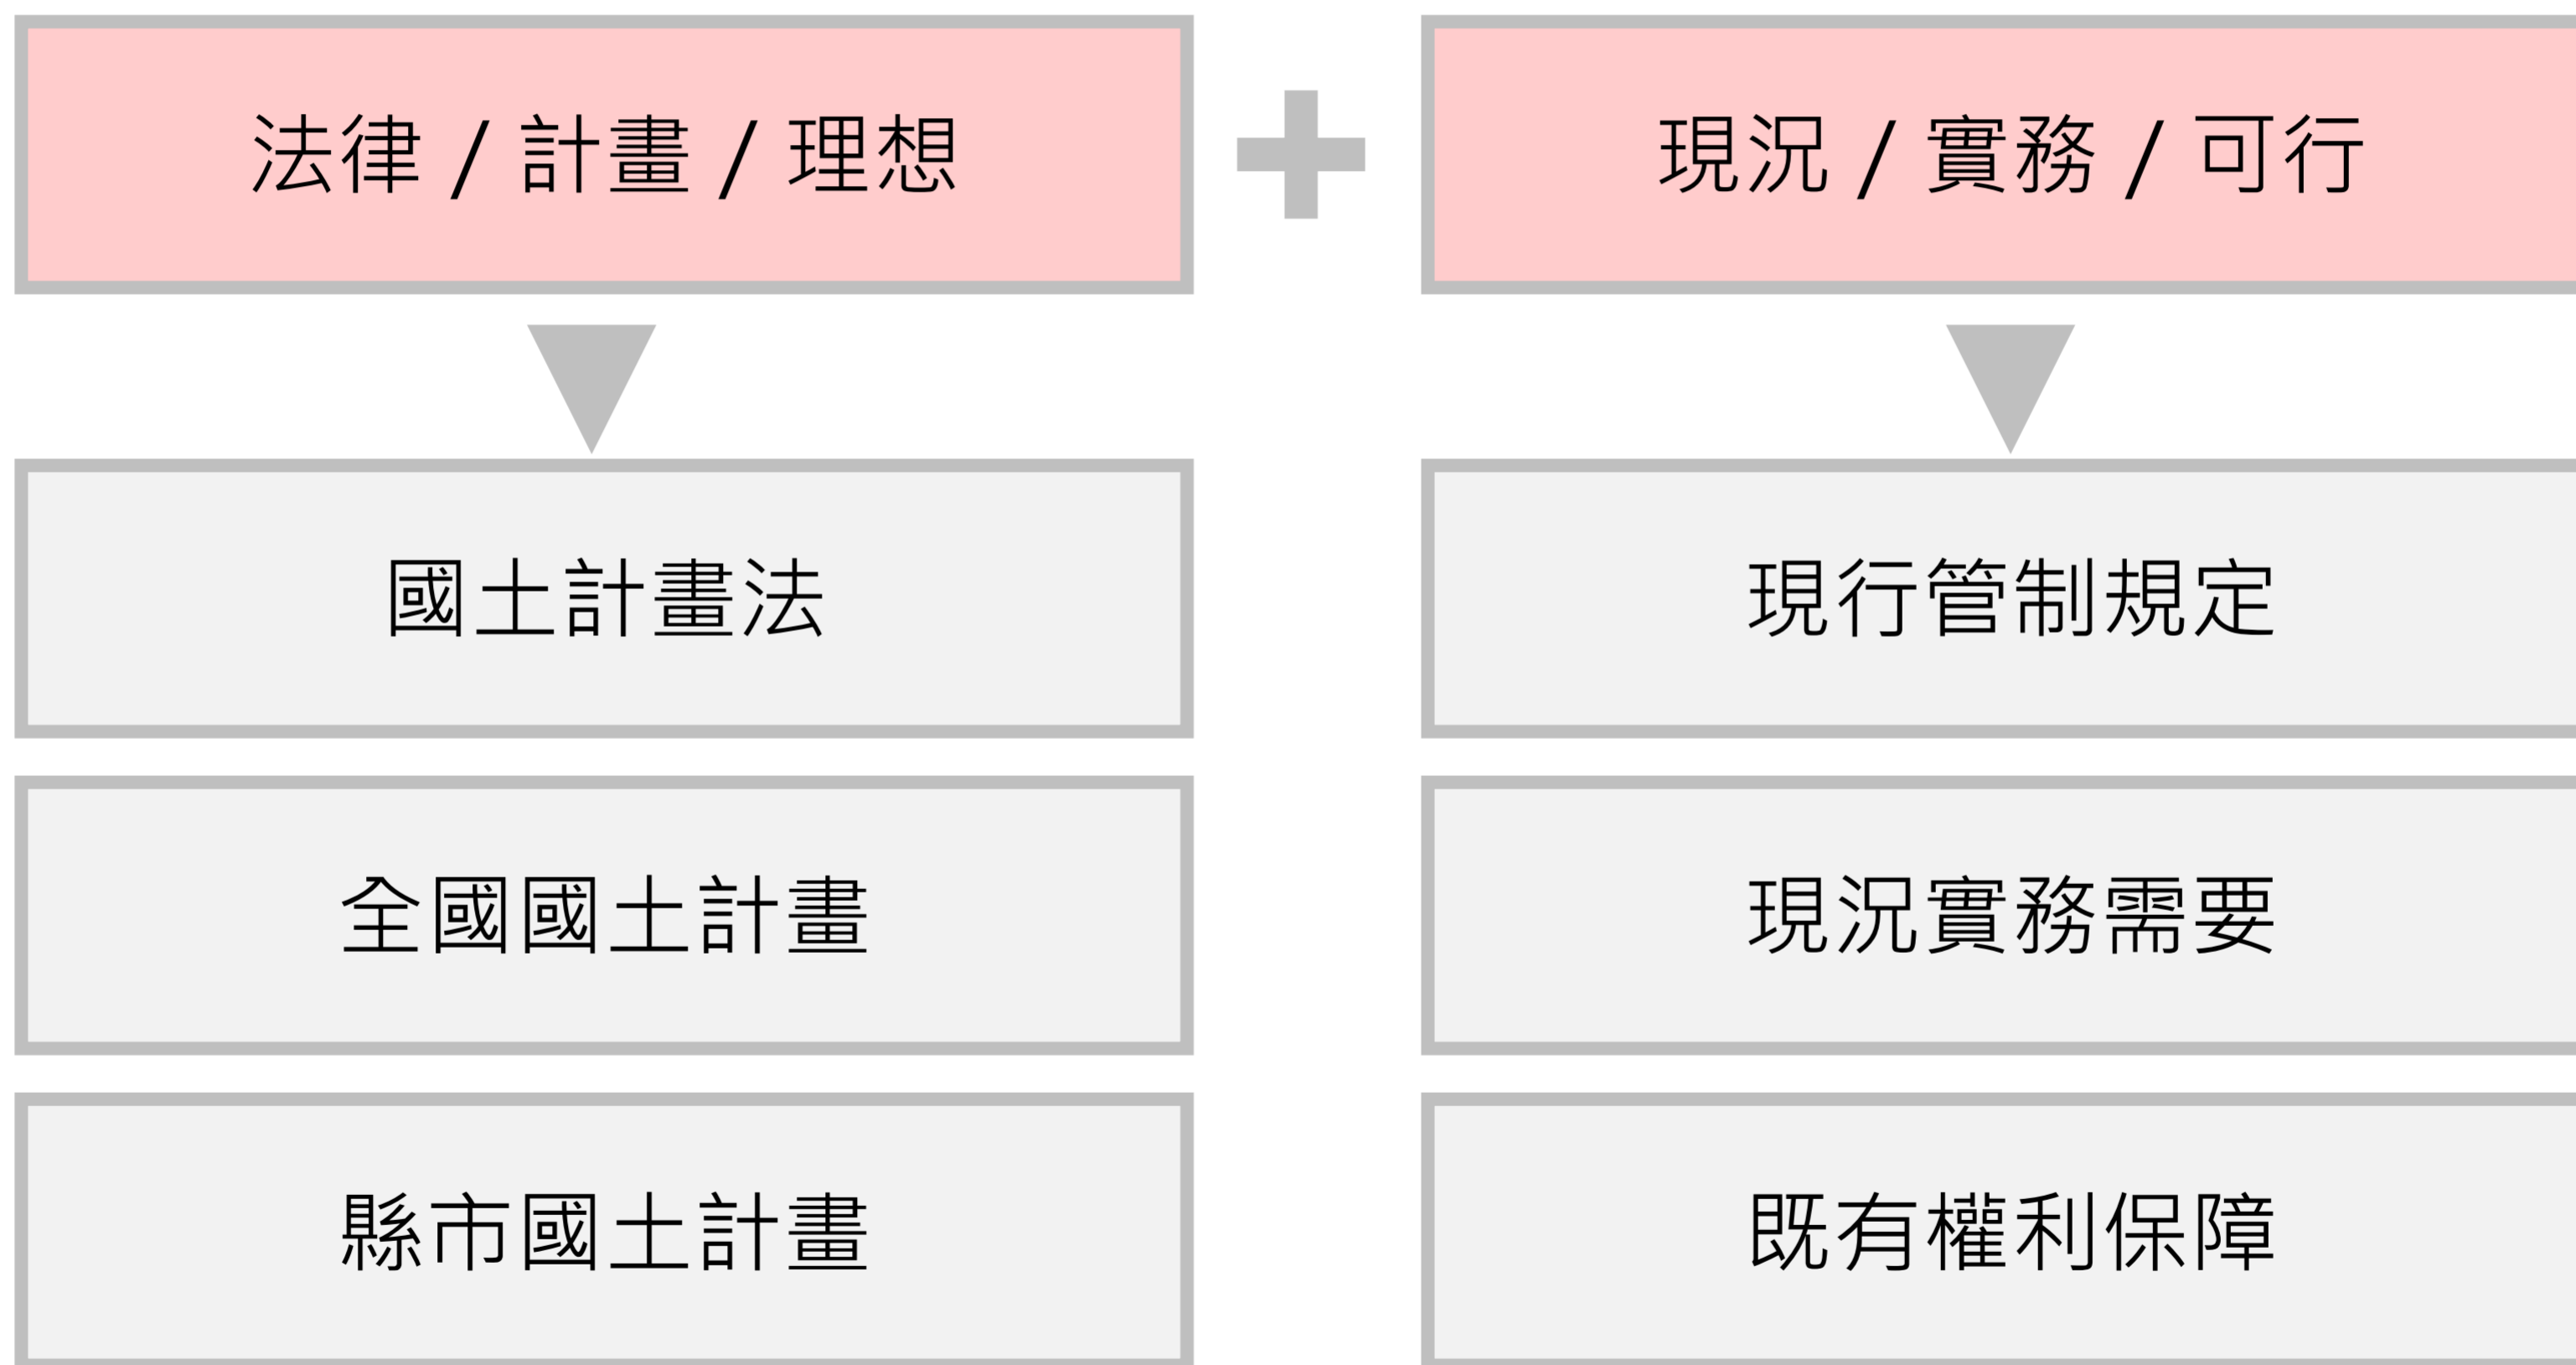 法律/計畫/理想
現況/實務/可行
國土計畫法
現行管制規定
全國國土計畫
現況實務需要
縣市國土計畫
既有權利保障